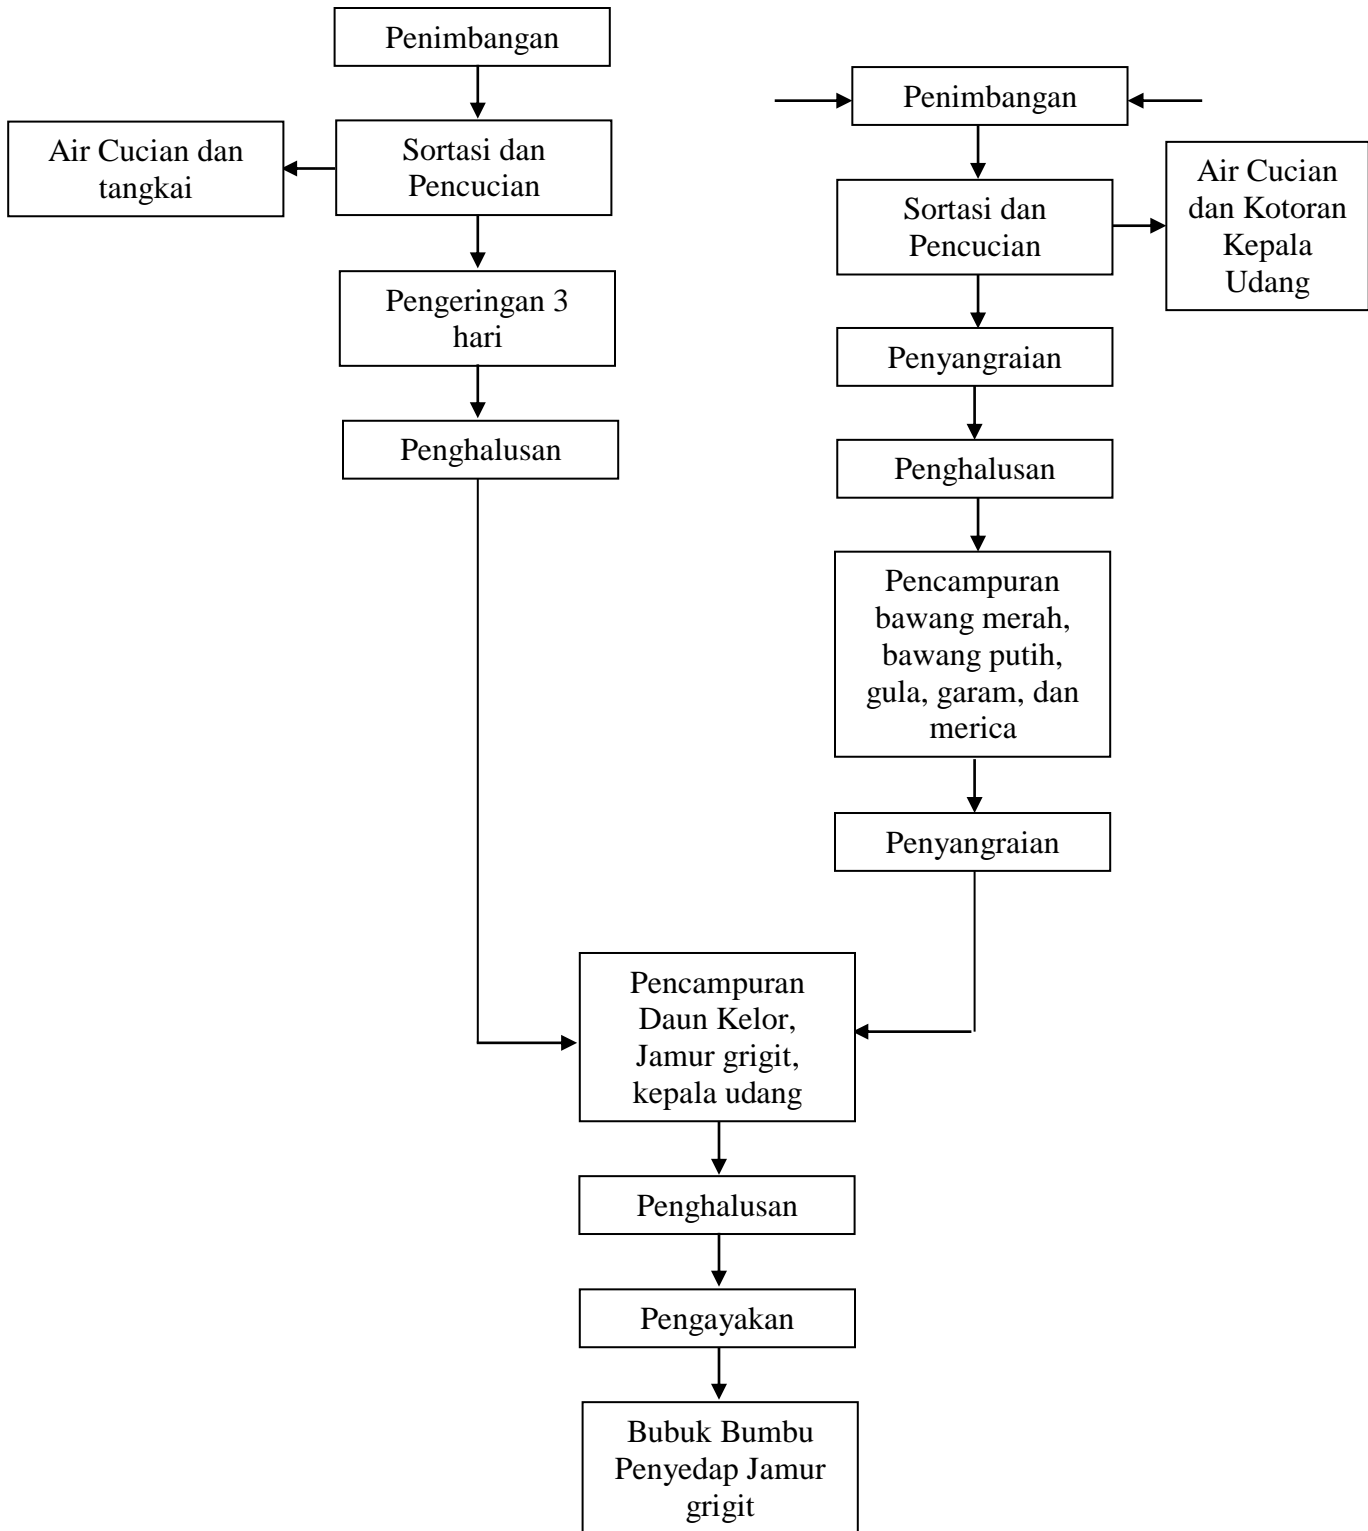 Penimbangan
Air Cucian dan
tangkai
Sortasi dan
Pencucian
Pengeringan 3
hari
Penghalusan
Penimbangan
Sortasi dan
Pencucian
Air Cucian
dan Kotoran
Kepala
Udang
Penyangraian
Penghalusan
Pencampuran
bawang merah,
bawang putih,
gula, garam, dan
merica
Penyangraian
Pencampuran
Daun Kelor,
Jamur grigit,
kepala udang
Penghalusan
Pengayakan
Bubuk Bumbu
Penyedap Jamur
grigit